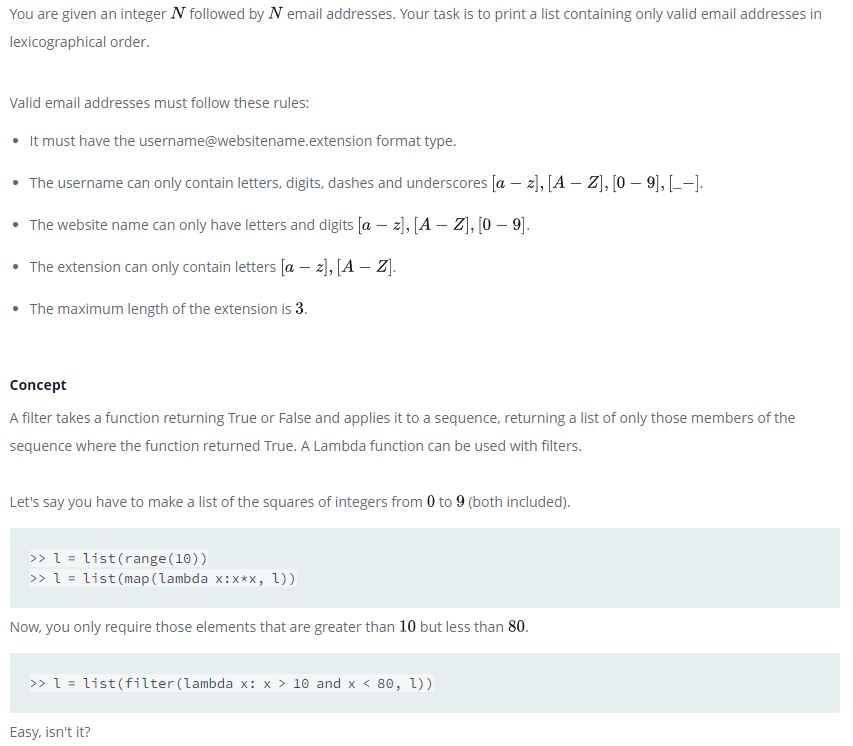 You are given an integer N followed by N email addresses. Your task is to print a list containing only valid email addresses in
lexicographical order.
Valid email addresses must follow these rules:
• It must have the username@websitename.extension format type.
• The username can only contain letters, digits, dashes and underscores [a − z], [A − Z], [0 − 9], [_−].
• The website name can only have letters and digits [a − z], [A − Z], [0 − 9].
• The extension can only contain letters [a − z], [A − Z].
• The maximum length of the extension is 3.
Concept
A filter takes a function returning True or False and applies it to a sequence, returning a list of only those members of the
sequence where the function returned True. A Lambda function can be used with filters.
Let's say you have to make a list of the squares of integers from 0 to 9 (both included).
>> l = list(range(10))
>> l = list(map(lambda x:x*x, l))
Now, you only require those elements that are greater than 10 but less than 80.
>> l = list(filter(lambda x: x > 10 and x < 80, l))
Easy, isn't it?